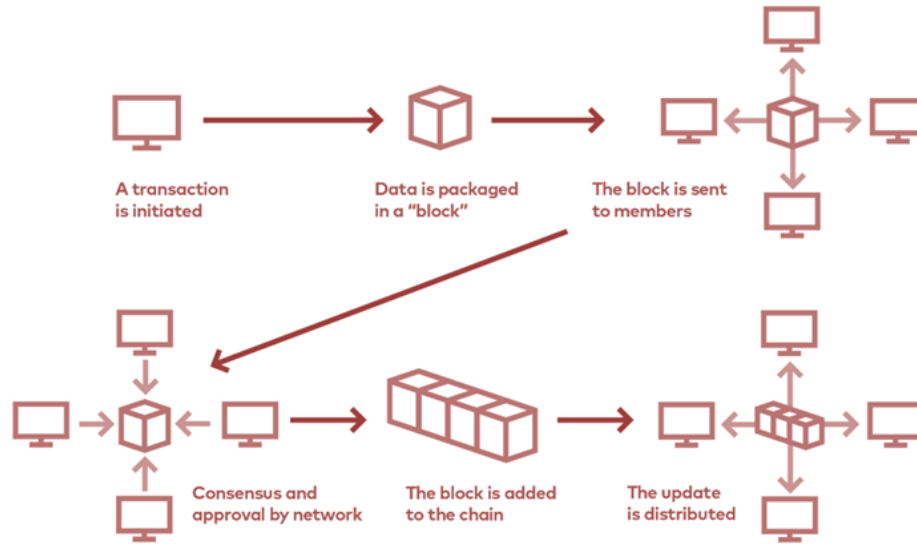 A transaction
is initiated
Data is packaged
in a “block”
The block is sent
to members
Consensus and
approval by network
The block is added
to the chain
The update
is distributed